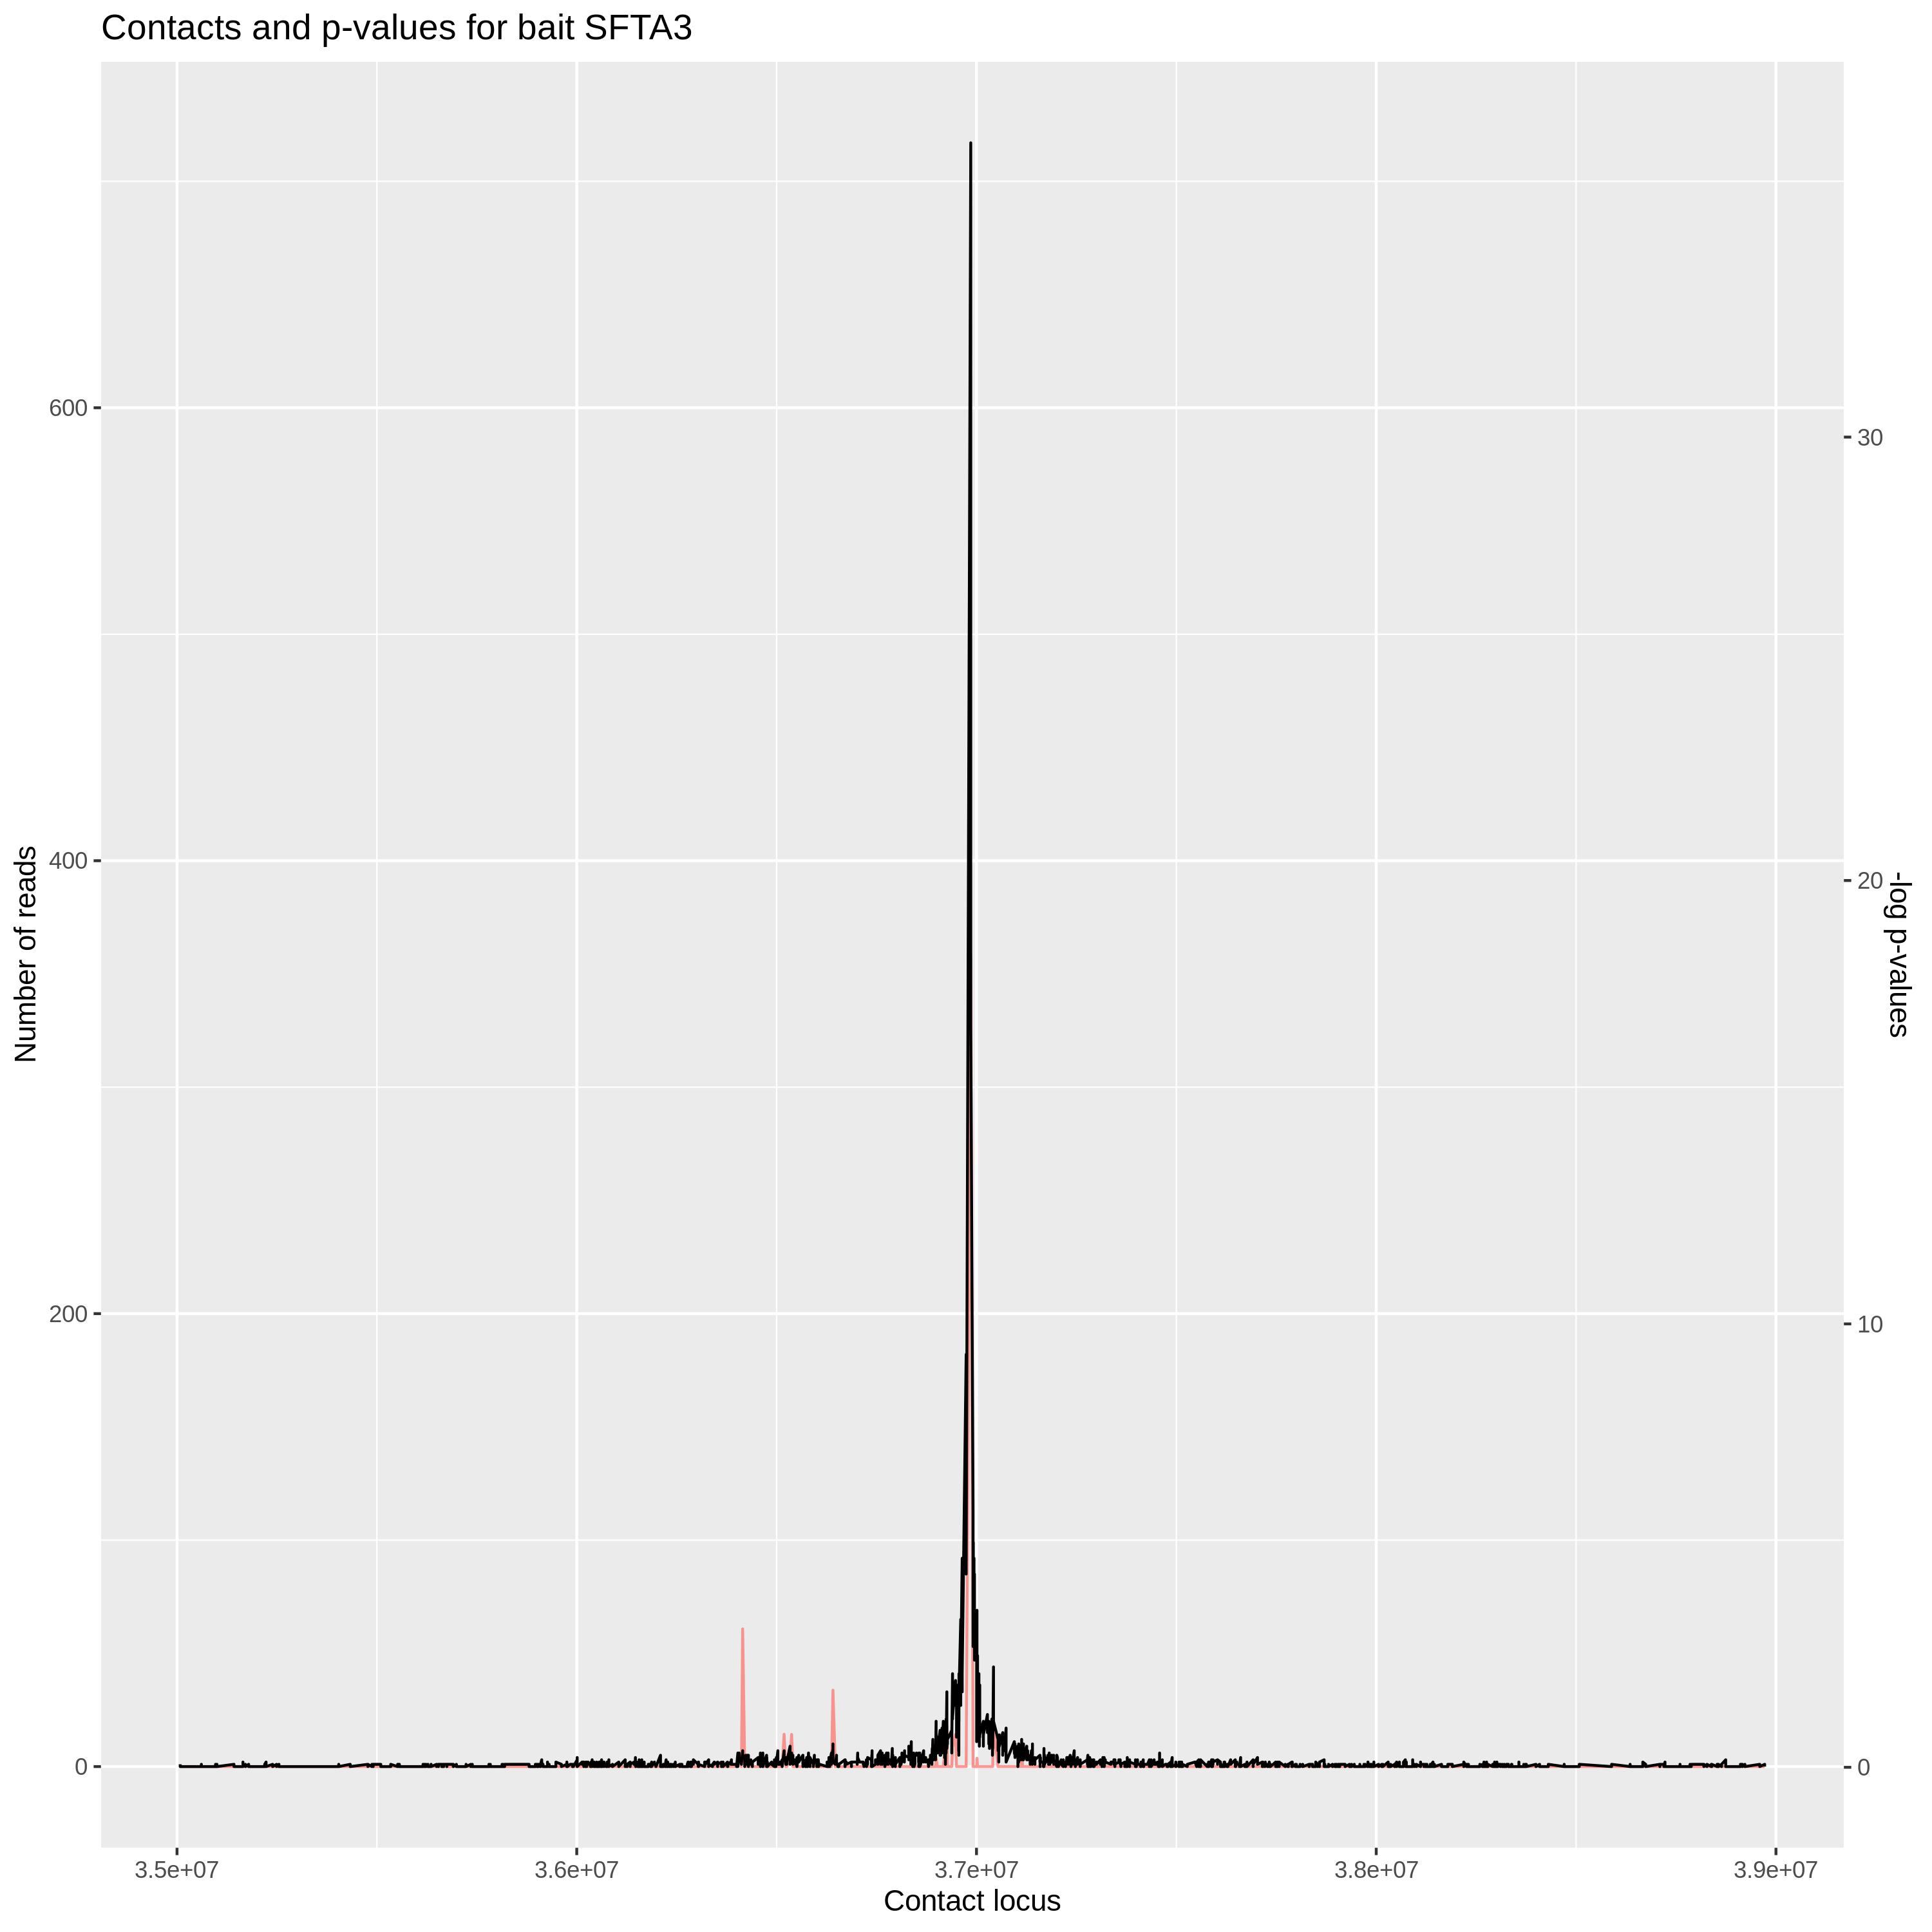 Contacts and p-values for bait SFTA3
600
400
200
0
Number of reads
30
20
10
0
-log p-values
3.5e+07 3.6e+07 3.7e+07 3.8e+07 3.9e+07
Contact locus